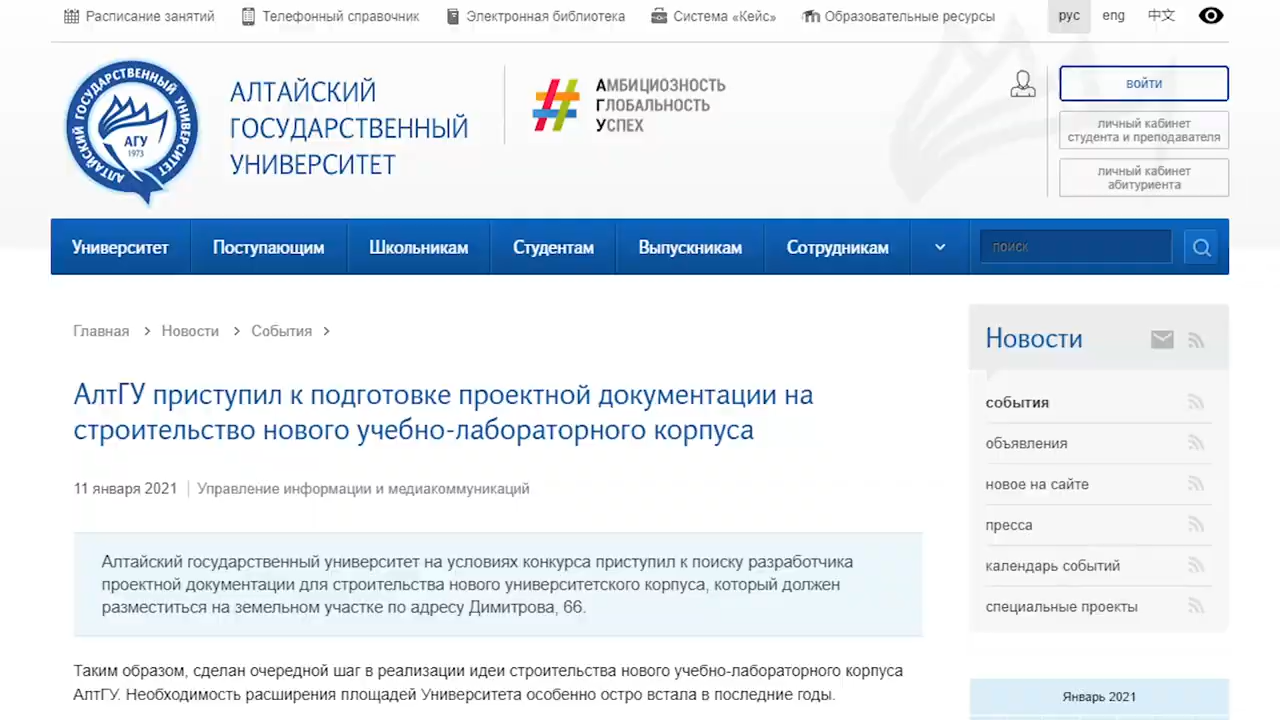 Расписание занятий
Телефонный справочник
Электронная библиотека
Система «Кейс»
Образовательные ресурсы
рус
eng
中文
АЛТАЙСКИЙ ГОСУДАРСТВЕННЫЙ УНИВЕРСИТЕТ
АГУ
1973
АЛТАЙСКИЙ
ГОСУДАРСТВЕННЫЙ
УНИВЕРСИТЕТ
АМБИЦИОЗНОСТЬ
ГЛОБАЛЬНОСТЬ
УСПЕХ
войти
личный кабинет
студента и преподавателя
личный кабинет
абитуриента
Университет
Поступающим
Школьникам
Студентам
Выпускникам
Сотрудникам
поиск
Главная > Новости > События >
АлтГУ приступил к подготовке проектной документации на
строительство нового учебно-лабораторного корпуса
11 января 2021 | Управление информации и медиакоммуникаций
Алтайский государственный университет на условиях конкурса приступил к поиску разработчика
проектной документации для строительства нового университетского корпуса, который должен
разместиться на земельном участке по адресу Димитрова, 66.
Таким образом, сделан очередной шаг в реализации идеи строительства нового учебно-лабораторного корпуса
АлтГУ. Необходимость расширения площадей Университета особенно остро встала в последние годы.
Новости
события
объявления
новое на сайте
пресса
календарь событий
специальные проекты
Январь 2021